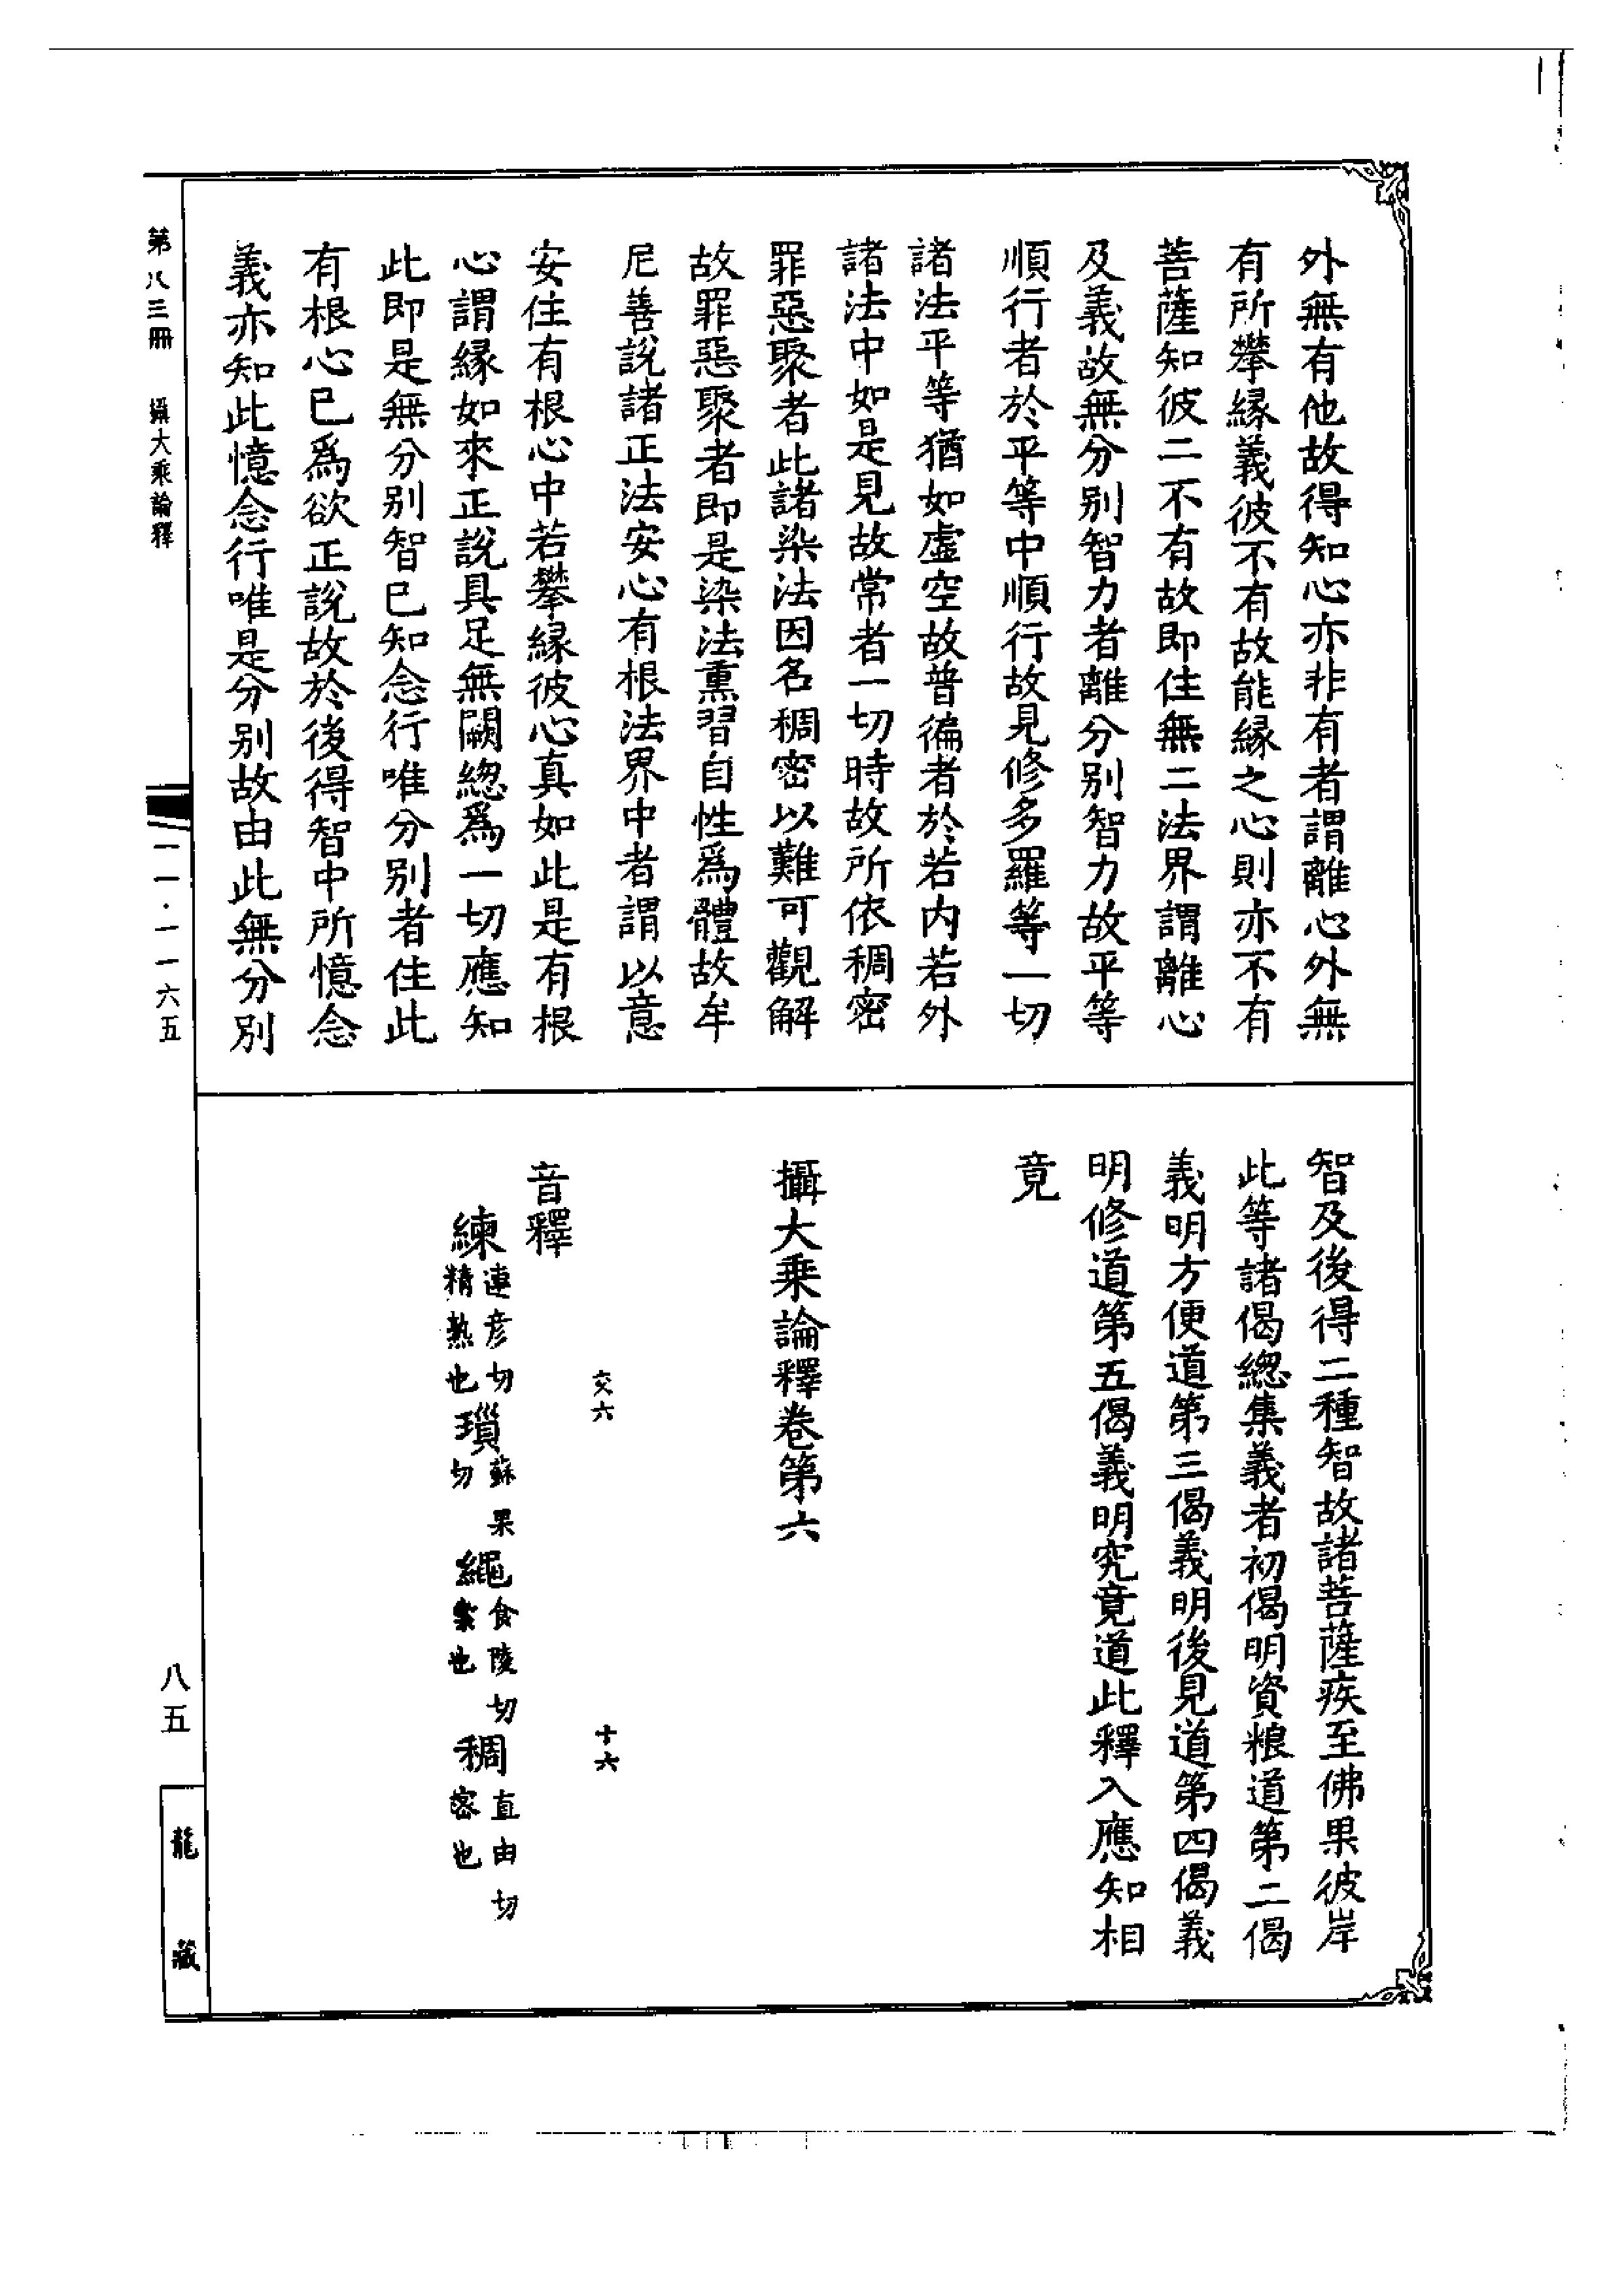 外無有他故得知心亦非有者謂離心外無
有所攀緣義彼不有故能緣之心則亦不有
菩薩知彼二不有故即住無二法界謂離心
及義故無分別智力者離分別智力故平等
順行者於平等中順行故見修多羅等一切
諸法平等猶如虛空故普徧者於若內若外
諸法中如是見故常者一切時故所依稠密
罪惡聚者此諸染法因名稠密以難可觀解
故罪惡聚者即是染法熏習自性為體故牟
尼善說諸正法安心有根法界中者謂以意
安住有根心中若攀緣彼心真如此是有根
心謂緣如來正說具足無闕緫為一切應知
此即是無分別智已知念行唯分別者住此
有根心已為欲正說故於後得智中所憶念
義亦知此憶念行唯是分別故由此無分別
智及後得二種智故諸菩薩疾至佛果彼岸
此等諸偈緫集義者初偈明資粮道第二偈
義明方便道第三偈義明後見道第四偈義
明修道第五偈義明究竟道此釋入應知相
竟
攝大乘論釋卷第六
交六 十六
音釋
練連彥切精熟也 瑣蘇果切 繩食陵切索也 稠直由切密也
第八三冊 攝大乘論釋 一一·一一六五 八五
龍藏